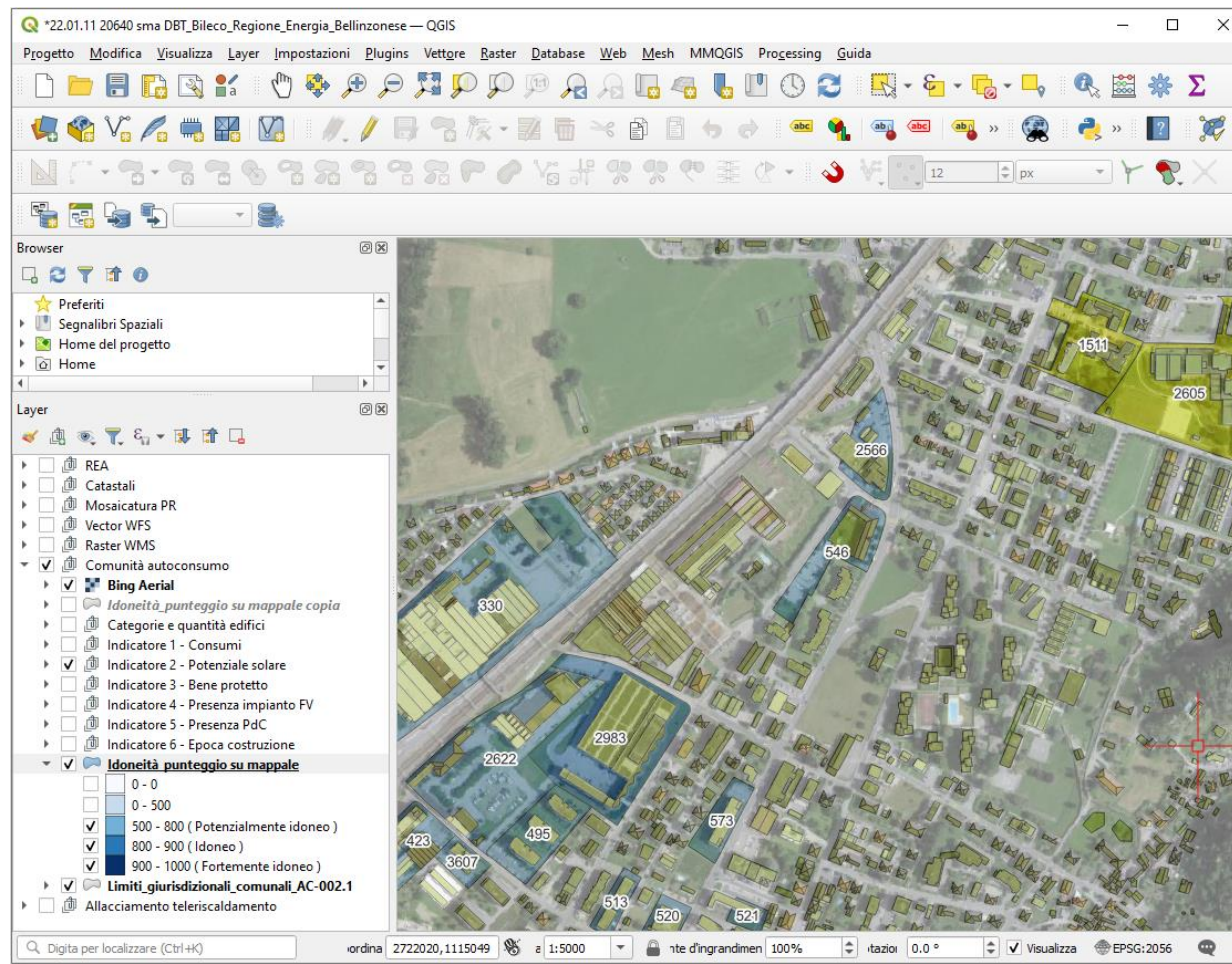 *22.01.11 20640 sma DBT_Bileco_Regione_Energia_Bellinzonese — QGIS
Progetto Modifica Visualizza Layer Impostazioni Plugins Vettore Raster Database Web Mesh MMQGIS Processing Guida
abc abc abc ab »  » ?
12 px
Browser
Preferiti
Segnalibri Spaziali
Home del progetto
Home
Layer
REA
Catastali
Mosaicatura PR
Vector WFS
Raster WMS
Comunità autoconsumo
Bing Aerial
Idoneità_punteggio su mappale copia
Categorie e quantità edifici
Indicatore 1 - Consumi
Indicatore 2 - Potenziale solare
Indicatore 3 - Bene protetto
Indicatore 4 - Presenza impianto FV
Indicatore 5 - Presenza PdC
Indicatore 6 - Epoca costruzione
Idoneità_punteggio su mappale
0 - 0
0 - 500
500 - 800 ( Potenzialmente idoneo )
800 - 900 ( Idoneo )
900 - 1000 ( Fortemente idoneo )
Limiti_giurisdizionali_comunali_AC-002.1
Allacciamento teleriscaldamento
1511
2605
2566
546
330
2983
2622
573
495
423
3607
513
520
521
Digita per localizzare (Ctrl+K) ordina 2722020,1115049 a 1:5000 nte d'ingrandimen 100% itazior 0.0 ° Visualizza EPSG:2056